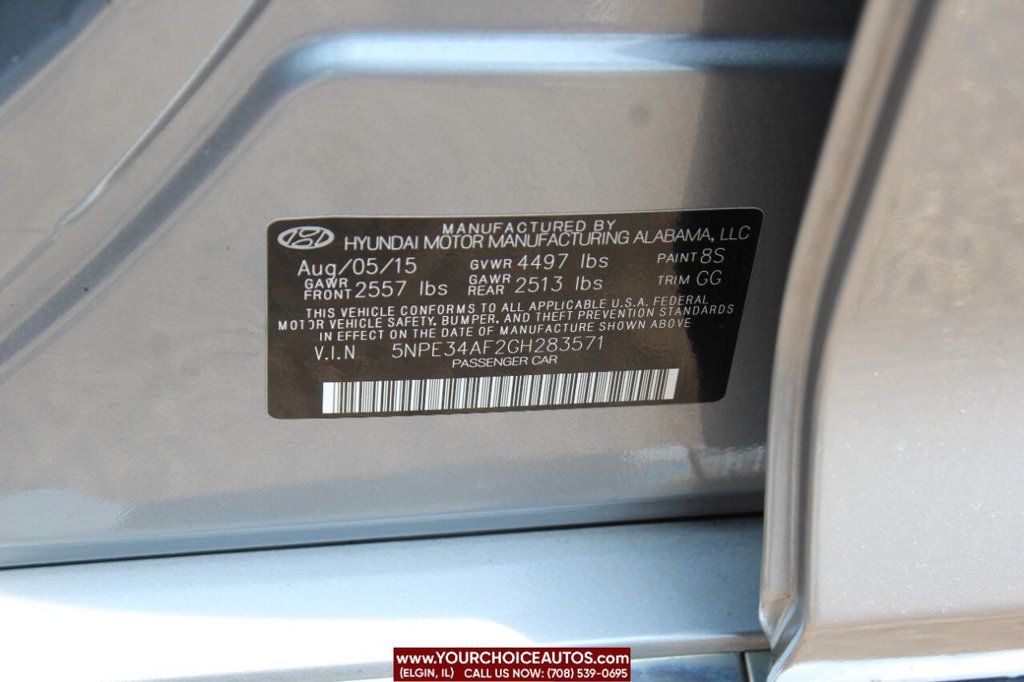 MANUFACTURED BY
HYUNDAI MOTOR MANUFACTURING ALABAMA, LLC
Aug/05/15 GVWR 4497 lbs PAINT 8S
GAWR FRONT 2557 lbs GAWR REAR 2513 lbs TRIM GG
THIS VEHICLE CONFORMS TO ALL APPLICABLE U.S.A. FEDERAL
MOTOR VEHICLE SAFETY, BUMPER, AND THEFT PREVENTION STANDARDS
IN EFFECT ON THE DATE OF MANUFACTURE SHOWN ABOVE
V.I.N 5NPE34AF2GH283571
PASSENGER CAR
www.YOURCHOICEAUTOS.com
(ELGIN, IL) CALL US NOW: (708) 539-0695